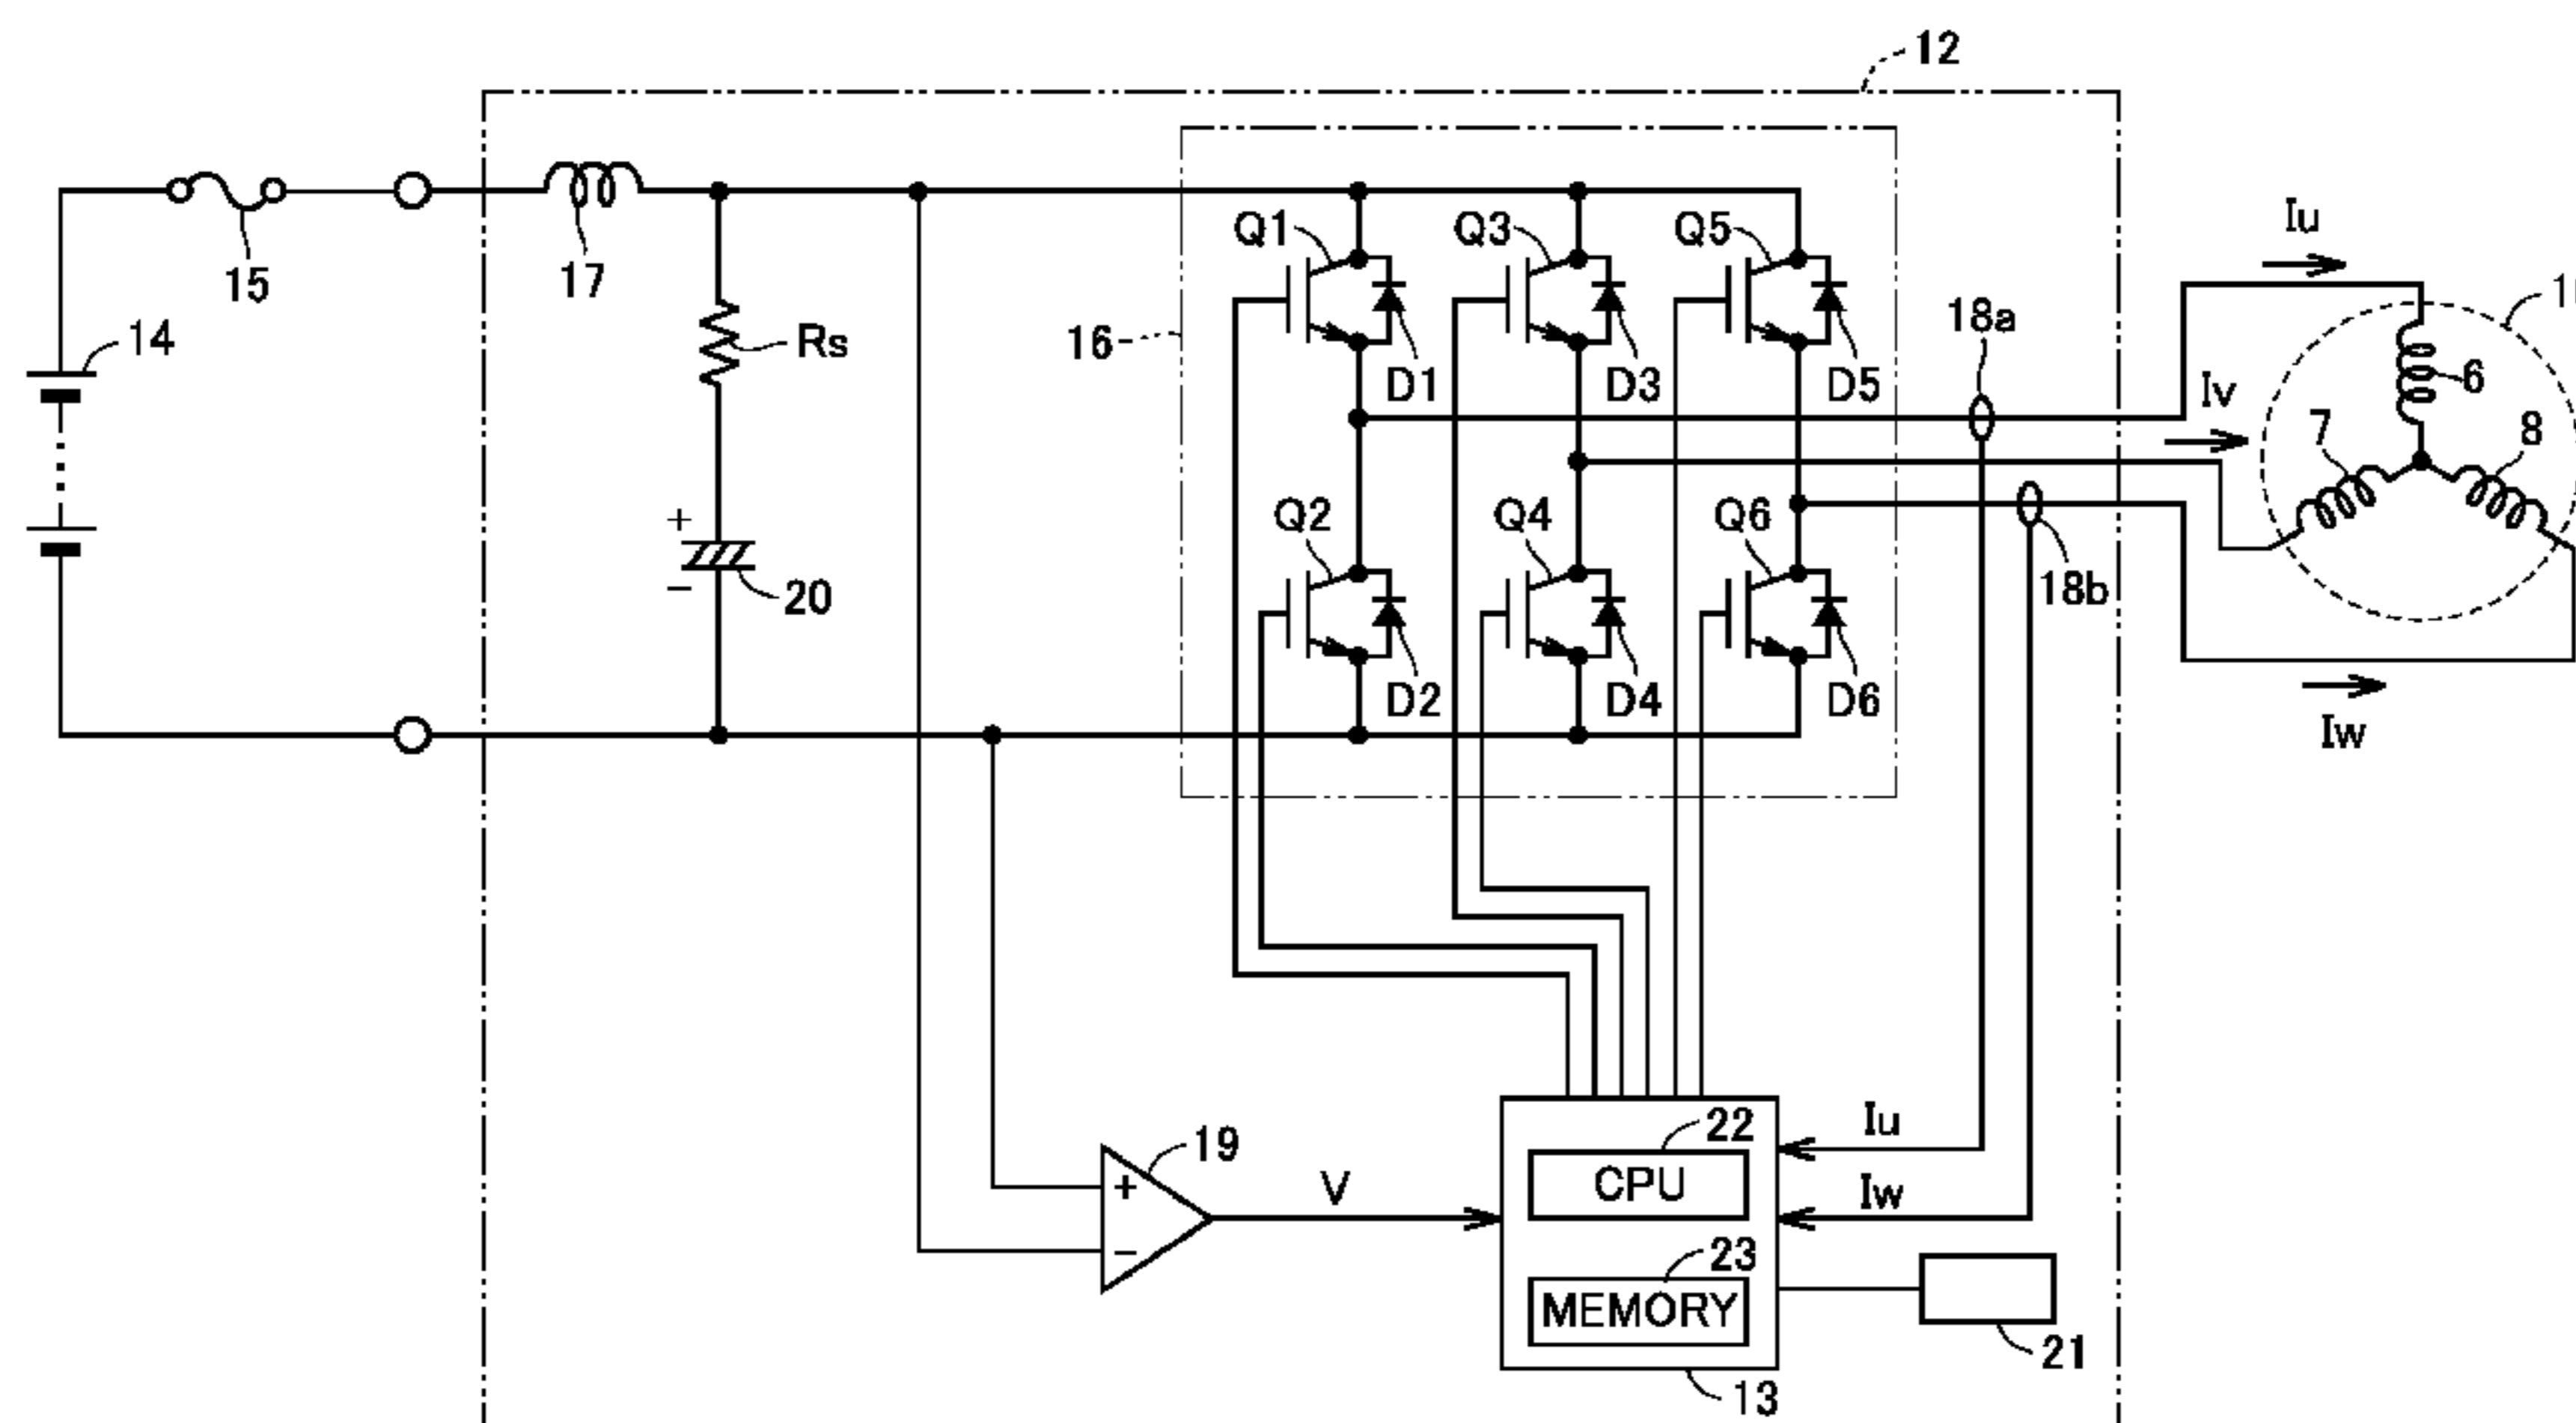 12
Iu
Q1
Q3
Q5
15
17
18a
14
Rs
16
D1
D3
D5
Iv
6
7
8
Q2
Q4
Q6
+
−
20
18b
D2
D4
D6
Iw
22
Iu
19
CPU
+
V
Iw
−
23
MEMORY
21
13